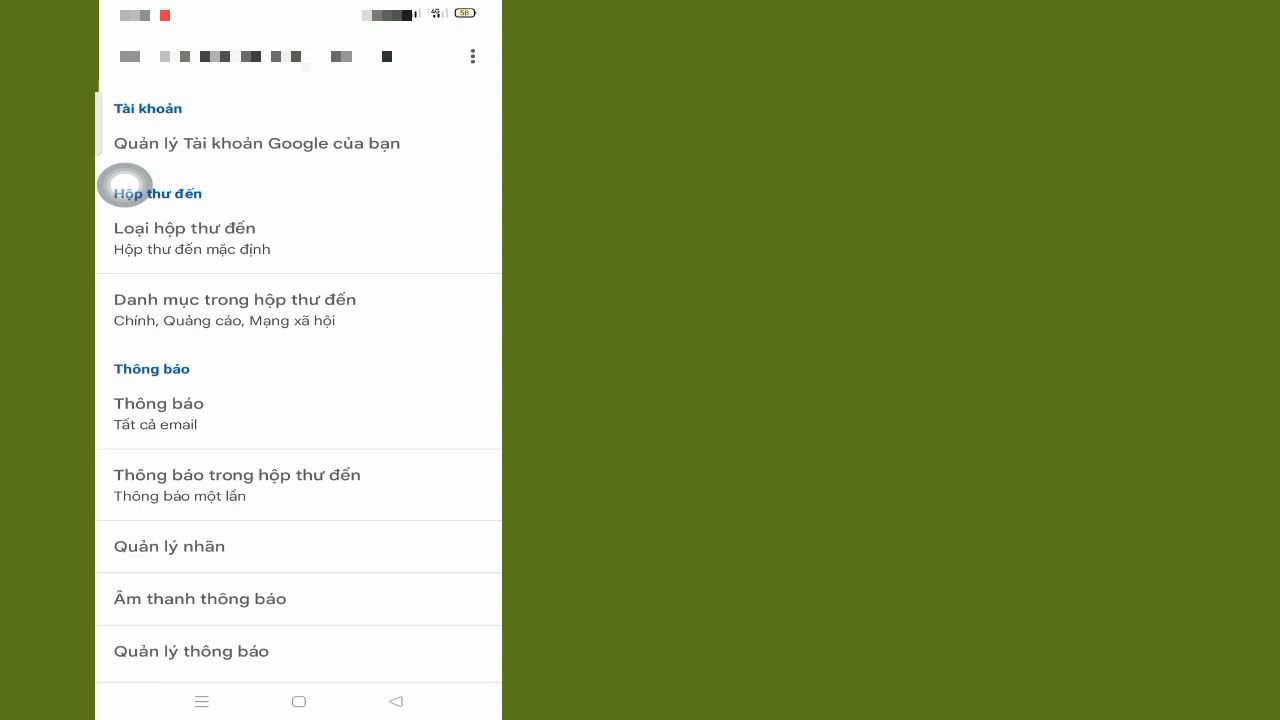 4G
58
Tài khoản
Quản lý Tài khoản Google của bạn
Hộp thư đến
Loại hộp thư đến
Hộp thư đến mặc định
Danh mục trong hộp thư đến
Chính, Quảng cáo, Mạng xã hội
Thông báo
Thông báo
Tất cả email
Thông báo trong hộp thư đến
Thông báo một lần
Quản lý nhãn
Âm thanh thông báo
Quản lý thông báo